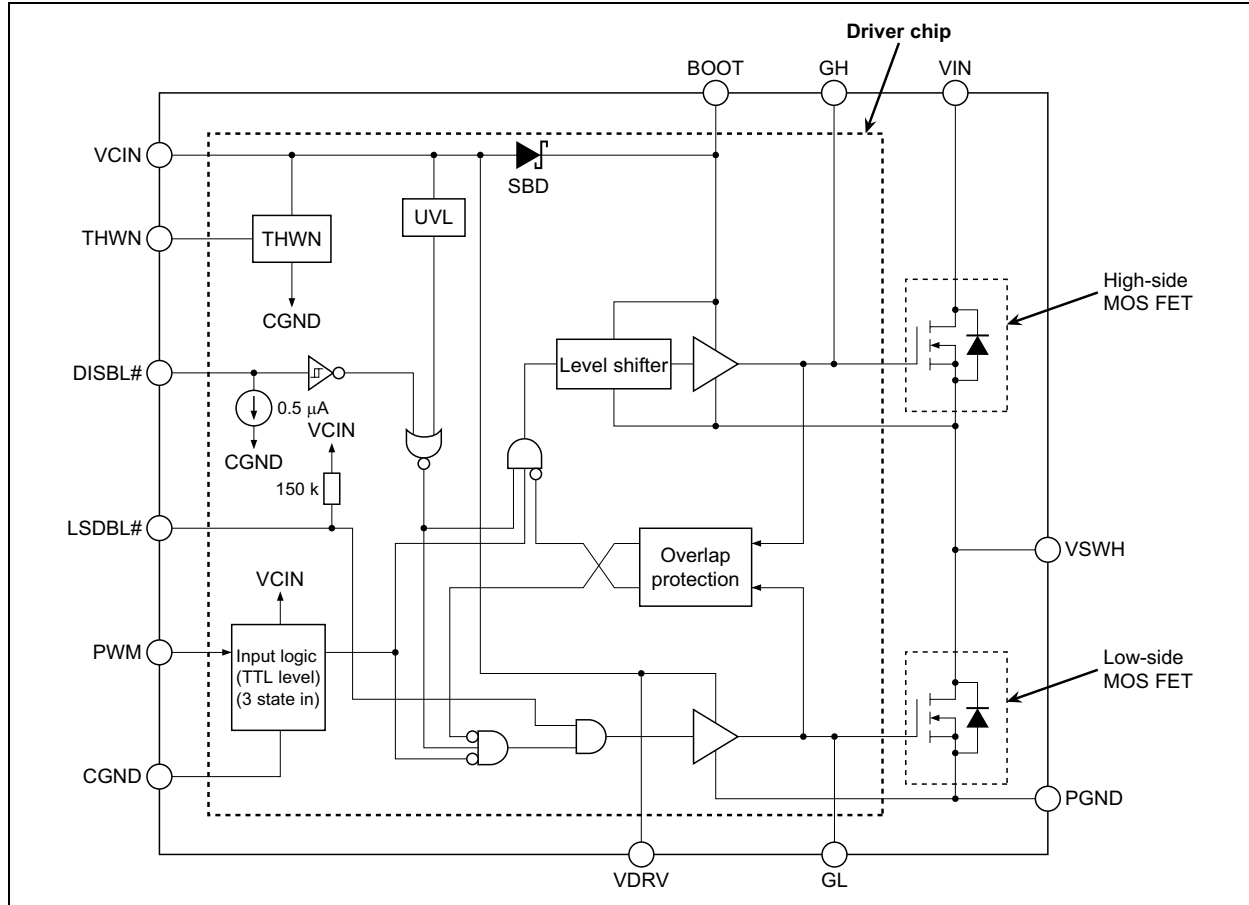 Driver chip
BOOT
GH
VIN
VCIN
SBD
UVL
THWN
THWN
CGND
High-side
MOS FET
Level shifter
DISBL#
0.5 μA
VCIN
CGND
150 k
LSDBL#
Overlap
protection
VSWH
VCIN
PWM
Input logic
(TTL level)
(3 state in)
Low-side
MOS FET
CGND
PGND
VDRV
GL